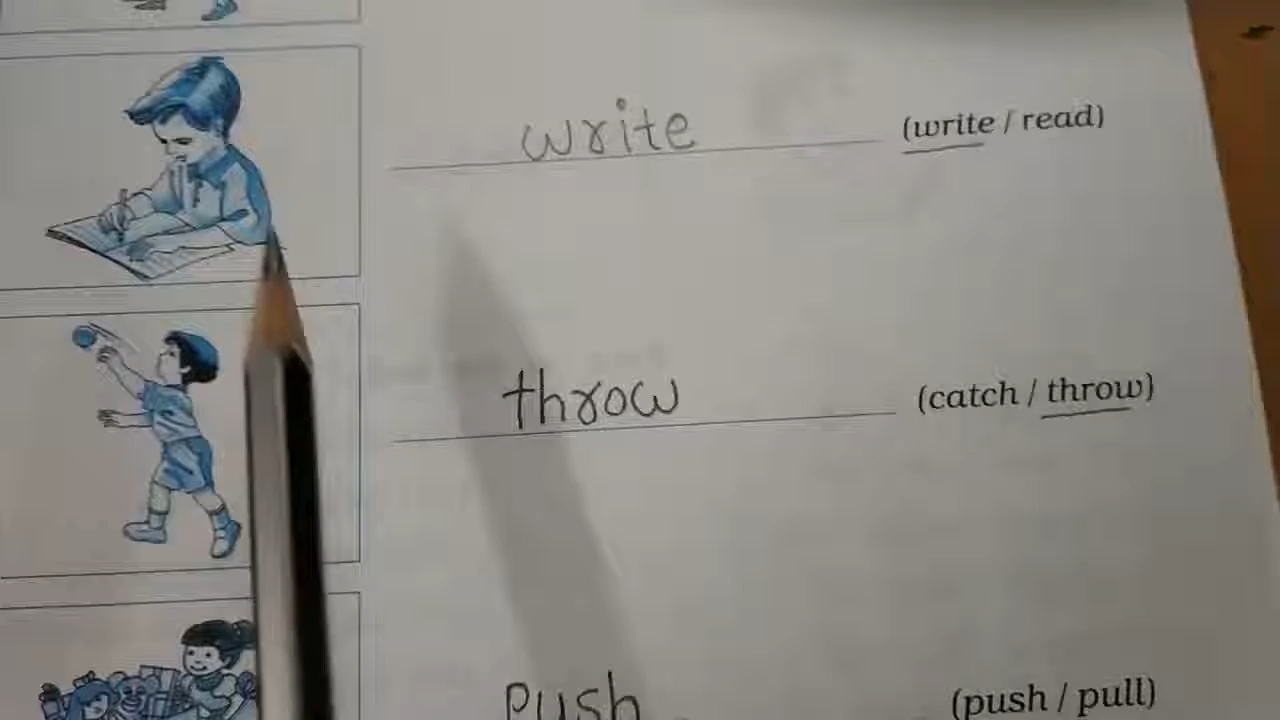 write (write / read)
throw (catch / throw)
push (push / pull)